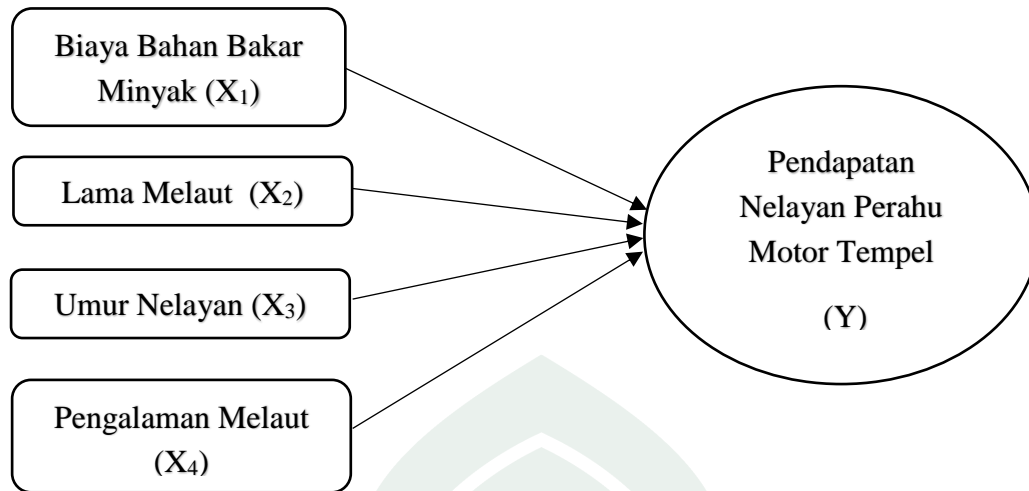 Biaya Bahan Bakar
Minyak (X₁)
Lama Melaut (X₂)
Umur Nelayan (X₃)
Pengalaman Melaut
(X₄)
Pendapatan
Nelayan Perahu
Motor Tempel
(Y)